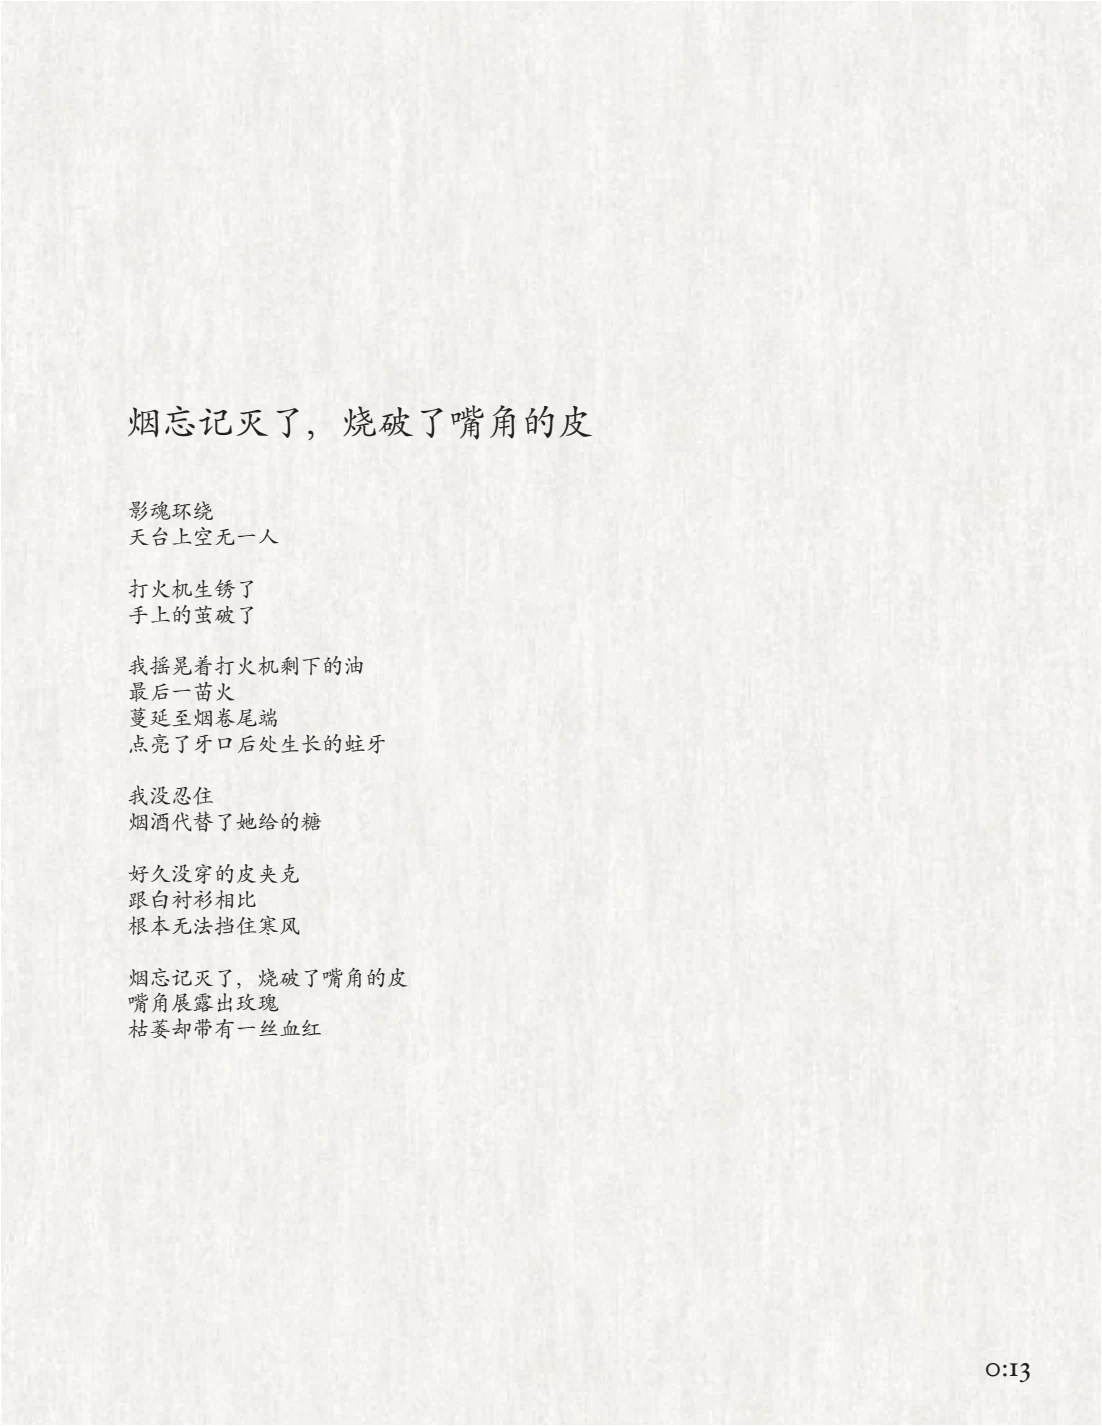 烟忘记灭了，烧破了嘴角的皮
影魂环绕
天台上空无一人
打火机生锈了
手上的茧破了
我摇晃着打火机剩下的油
最后一苗火
蔓延至烟卷尾端
点亮了牙口后处生长的蛀牙
我没忍住
烟酒代替了她给的糖
好久没穿的皮夹克
跟白衬衫相比
根本无法挡住寒风
烟忘记灭了，烧破了嘴角的皮
嘴角展露出玫瑰
枯萎却带有一丝血红
0:13